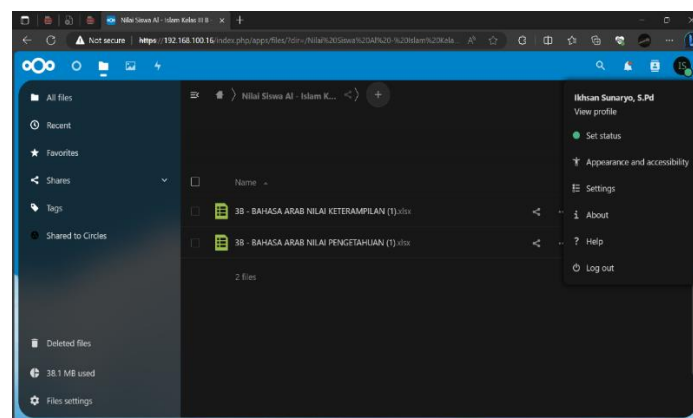 Nilai Siswa Al - Islam Kelas III B -
Not secure
https://192.168.100.16/index.php/apps/files/?dir=/Nilai%20Siswa%20Al%20-%20Islam%20Kela...
All files
Recent
Favorites
Shares
Tags
Shared to Circles
Deleted files
38.1 MB used
Files settings
Nilai Siswa Al - Islam K...
Name
3B - BAHASA ARAB NILAI KETERAMPILAN (1).xlsx
3B - BAHASA ARAB NILAI PENGETAHUAN (1).xlsx
2 files
IS
Ikhsan Sunaryo, S.Pd
View profile
Set status
Appearance and accessibility
Settings
About
Help
Log out